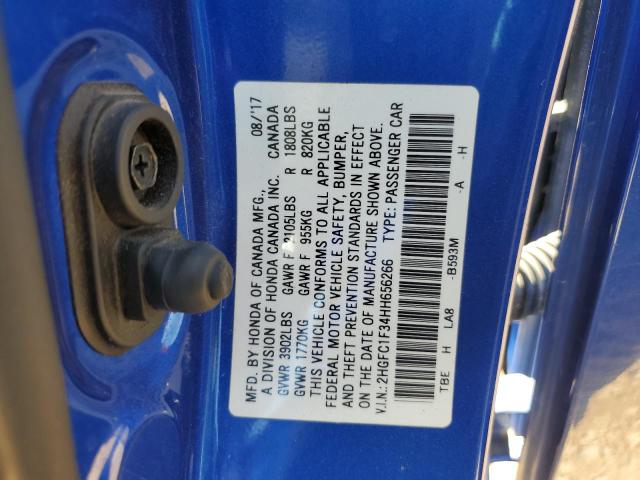 MFD. BY HONDA OF CANADA MFG., 08/'17
A DIVISION OF HONDA CANADA INC. CANADA
GVWR 3902LBS GAWR F 2105LBS R 1808LBS
GVWR 1770KG GAWR F 955KG R 820KG
THIS VEHICLE CONFORMS TO ALL APPLICABLE
FEDERAL MOTOR VEHICLE SAFETY, BUMPER,
AND THEFT PREVENTION STANDARDS IN EFFECT
ON THE DATE OF MANUFACTURE SHOWN ABOVE.
V.I.N.: 2HGFC1F34HH656266 TYPE: PASSENGER CAR
TBE H LA8 -B593M -A -H